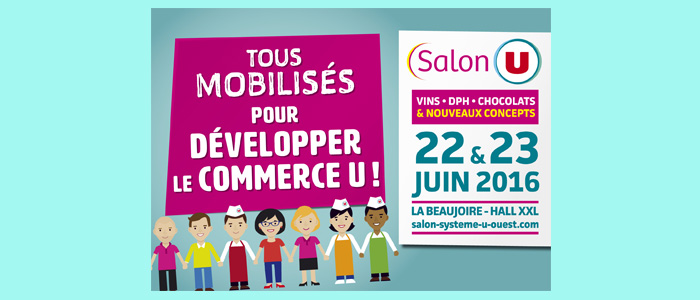 TOUS
MOBILISÉS
POUR
DÉVELOPPER
LE COMMERCE U !
Salon U
VINS • DPH • CHOCOLATS
& NOUVEAUX CONCEPTS
22 & 23
JUIN 2016
LA BEAUJOIRE - HALL XXL
salon-systeme-u-ouest.com